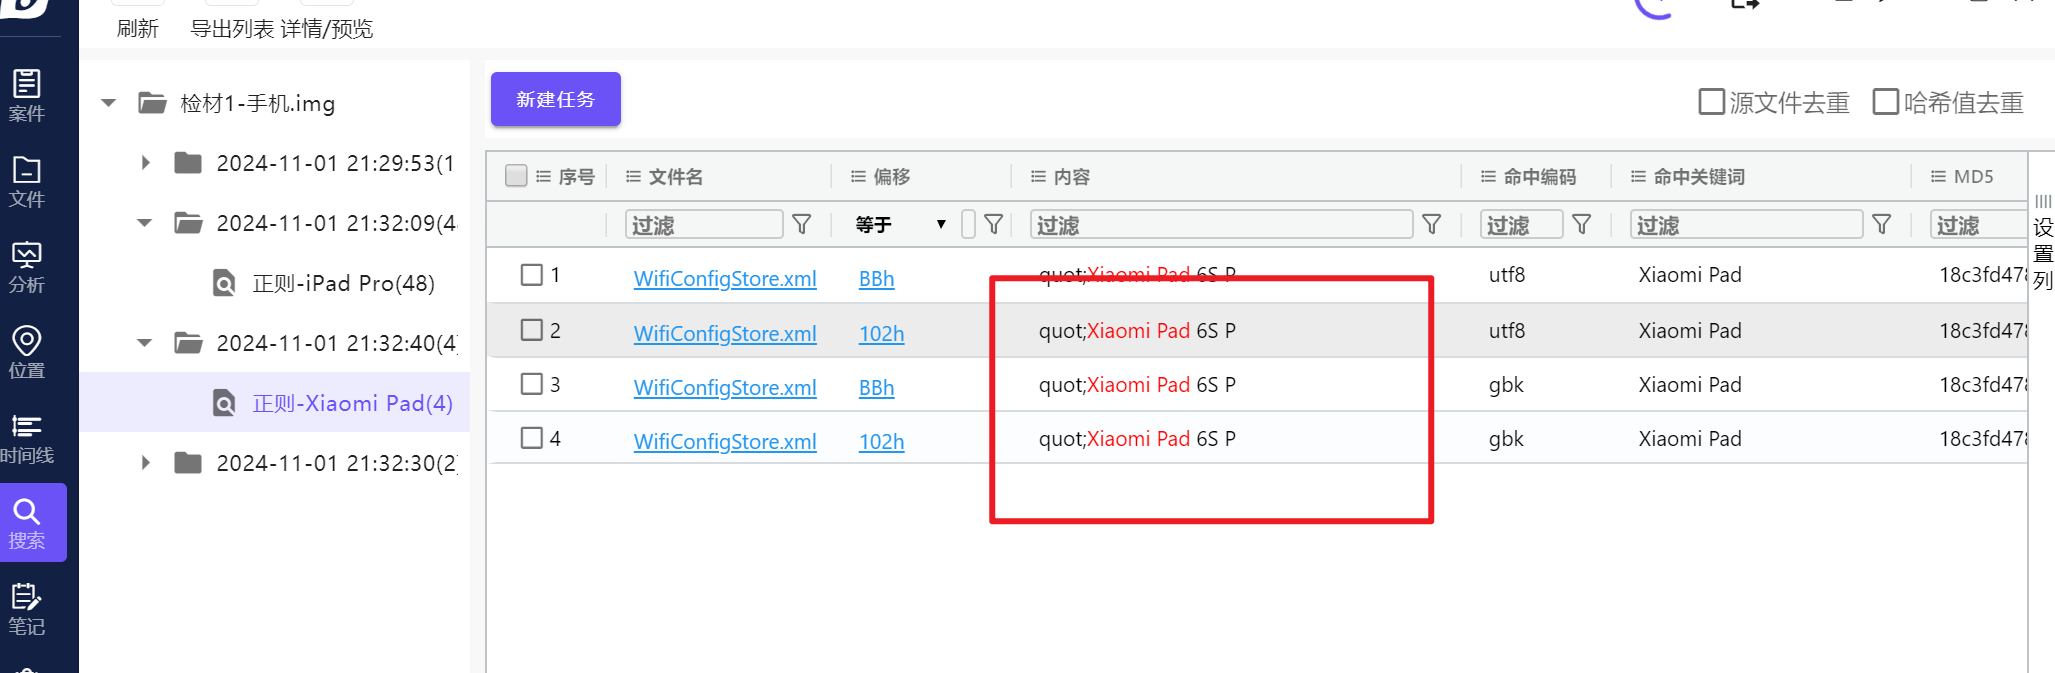 刷新 导出列表 详情/预览
案件
文件
分析
位置
时间线
搜索
笔记
检材1-手机.img
2024-11-01 21:29:53(1
2024-11-01 21:32:09(4
正则-iPad Pro(48)
2024-11-01 21:32:40(4)
正则-Xiaomi Pad(4)
2024-11-01 21:32:30(2)
新建任务
源文件去重 哈希值去重
序号 文件名 偏移 内容 命中编码 命中关键词 MD5
过滤 等于 过滤 过滤 过滤 过滤
1 WifiConfigStore.xml BBh quot;Xiaomi Pad 6S P utf8 Xiaomi Pad 18c3fd478
2 WifiConfigStore.xml 102h quot;Xiaomi Pad 6S P utf8 Xiaomi Pad 18c3fd478
3 WifiConfigStore.xml BBh quot;Xiaomi Pad 6S P gbk Xiaomi Pad 18c3fd478
4 WifiConfigStore.xml 102h quot;Xiaomi Pad 6S P gbk Xiaomi Pad 18c3fd478
设置列